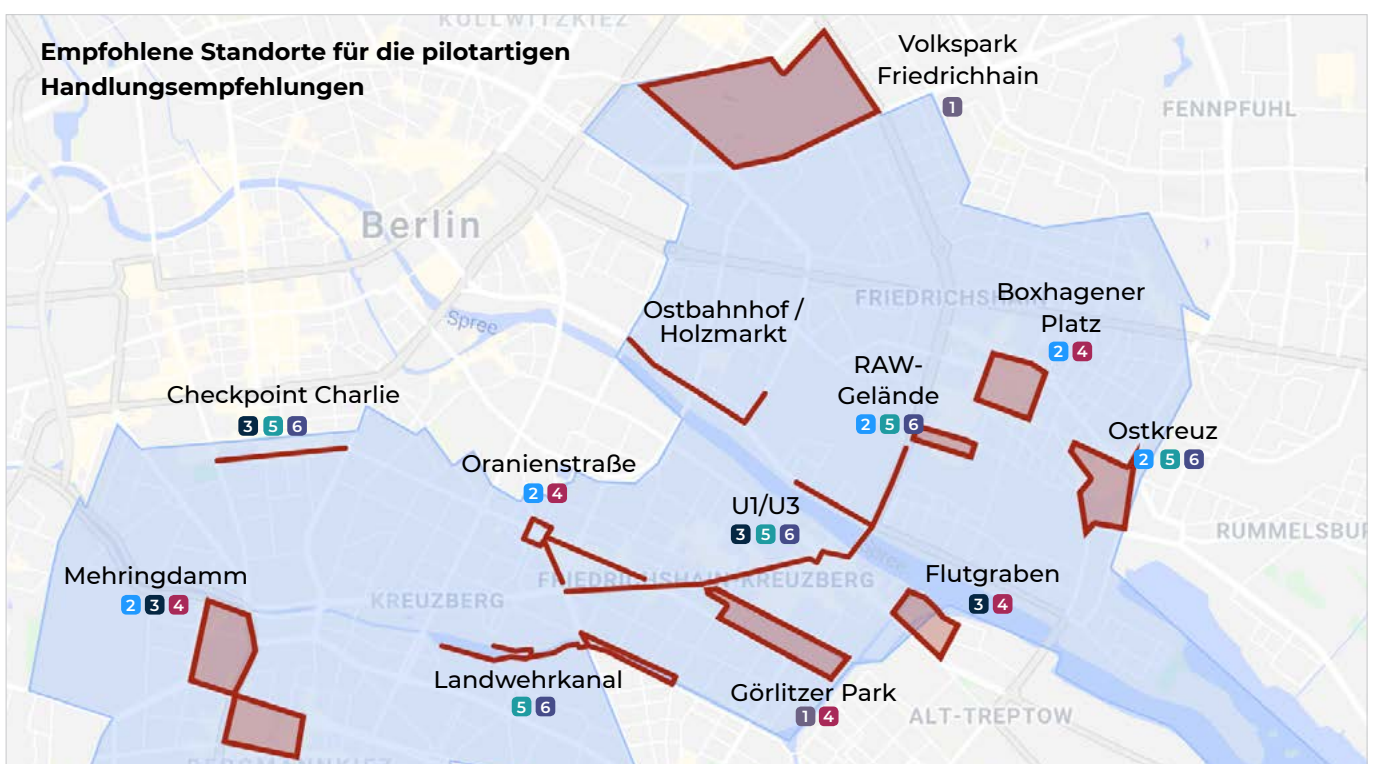 KOLLWITZKIEZ
Empfohlene Standorte für die pilotartigen
Handlungsempfehlungen
Volkspark
Friedrichhain
1
FENNPFUHL
Berlin
Spree
Ostbahnhof /
Holzmarkt
FRIEDRICHSHAIN
Boxhagener
Platz
2 4
RAW-
Gelände
2 5 6
Checkpoint Charlie
3 5 6
Ostkreuz
2 5 6
Oranienstraße
2 4
U1/U3
3 5 6
RUMMELSBU
Spree
Mehringdamm
2 3 4
FRIEDRICHSHAIN-KREUZBERG
Flutgraben
3 4
KREUZBERG
Landwehrkanal
5 6
Görlitzer Park
1 4
ALT-TREPTOW
BERGMANNKIEZ